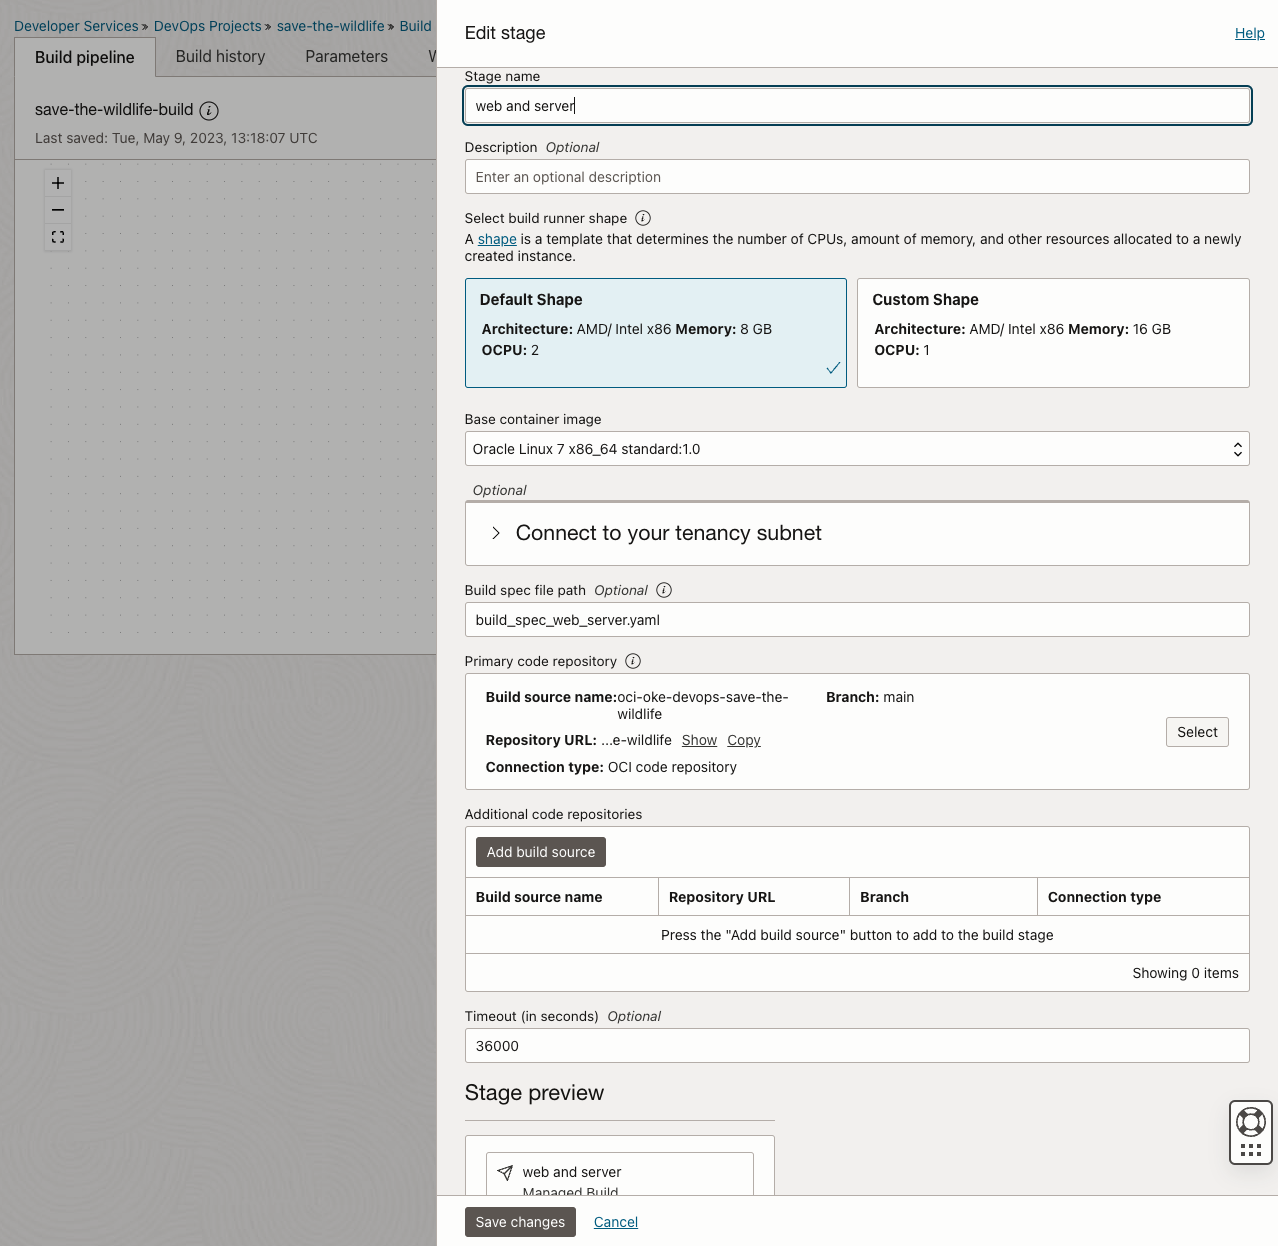 Developer Services » DevOps Projects » save-the-wildlife » Build
Build pipeline Build history Parameters
save-the-wildlife-build
Last saved: Tue, May 9, 2023, 13:18:07 UTC
Edit stage
Help
Stage name
web and server
Description Optional
Enter an optional description
Select build runner shape
A shape is a template that determines the number of CPUs, amount of memory, and other resources allocated to a newly
created instance.
Default Shape
Architecture: AMD/ Intel x86 Memory: 8 GB
OCPU: 2
Custom Shape
Architecture: AMD/ Intel x86 Memory: 16 GB
OCPU: 1
Base container image
Oracle Linux 7 x86_64 standard:1.0
Optional
Connect to your tenancy subnet
Build spec file path Optional
build_spec_web_server.yaml
Primary code repository
Build source name: oci-oke-devops-save-the-
wildlife
Branch: main
Repository URL: ...e-wildlife Show Copy
Connection type: OCI code repository
Select
Additional code repositories
Add build source
Build source name Repository URL Branch Connection type
Press the "Add build source" button to add to the build stage
Showing 0 items
Timeout (in seconds) Optional
36000
Stage preview
web and server
Managed Build
Save changes Cancel